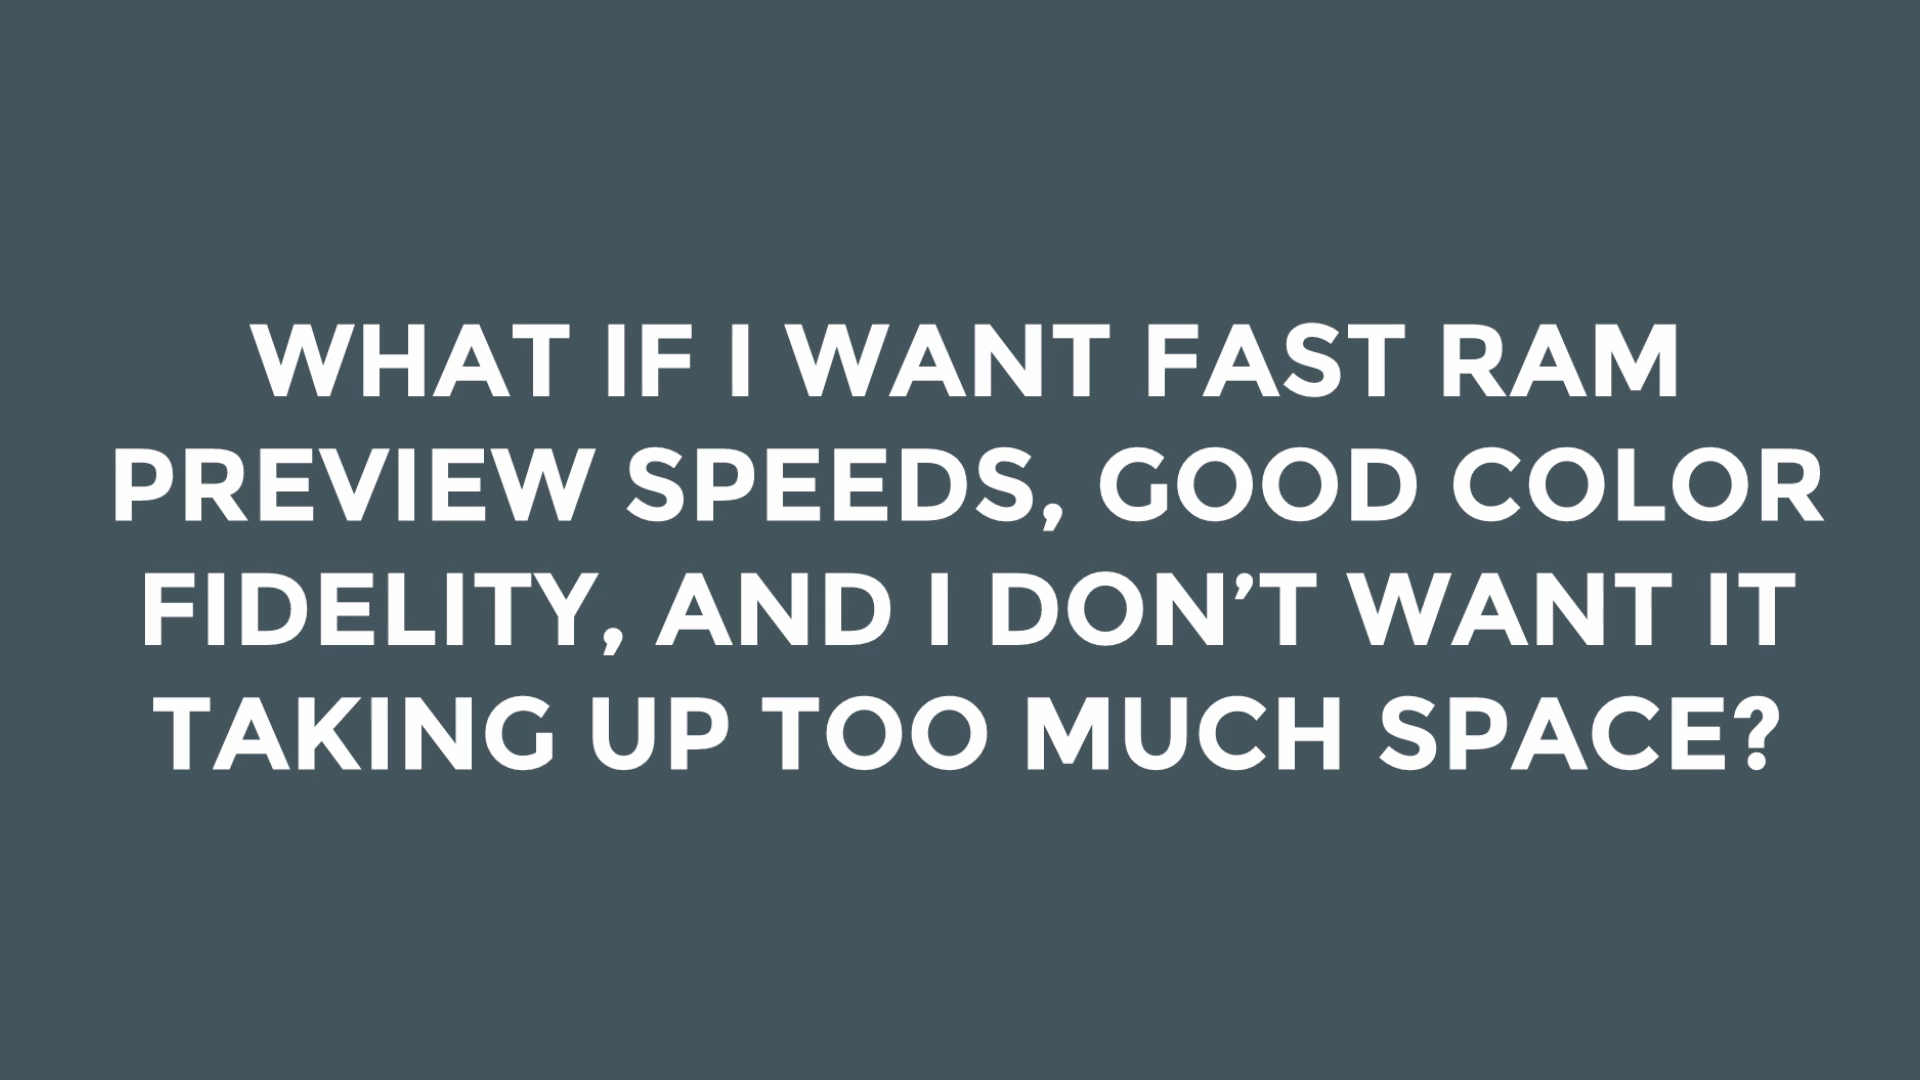 WHAT IF I WANT FAST RAM
PREVIEW SPEEDS, GOOD COLOR
FIDELITY, AND I DON’T WANT IT
TAKING UP TOO MUCH SPACE?